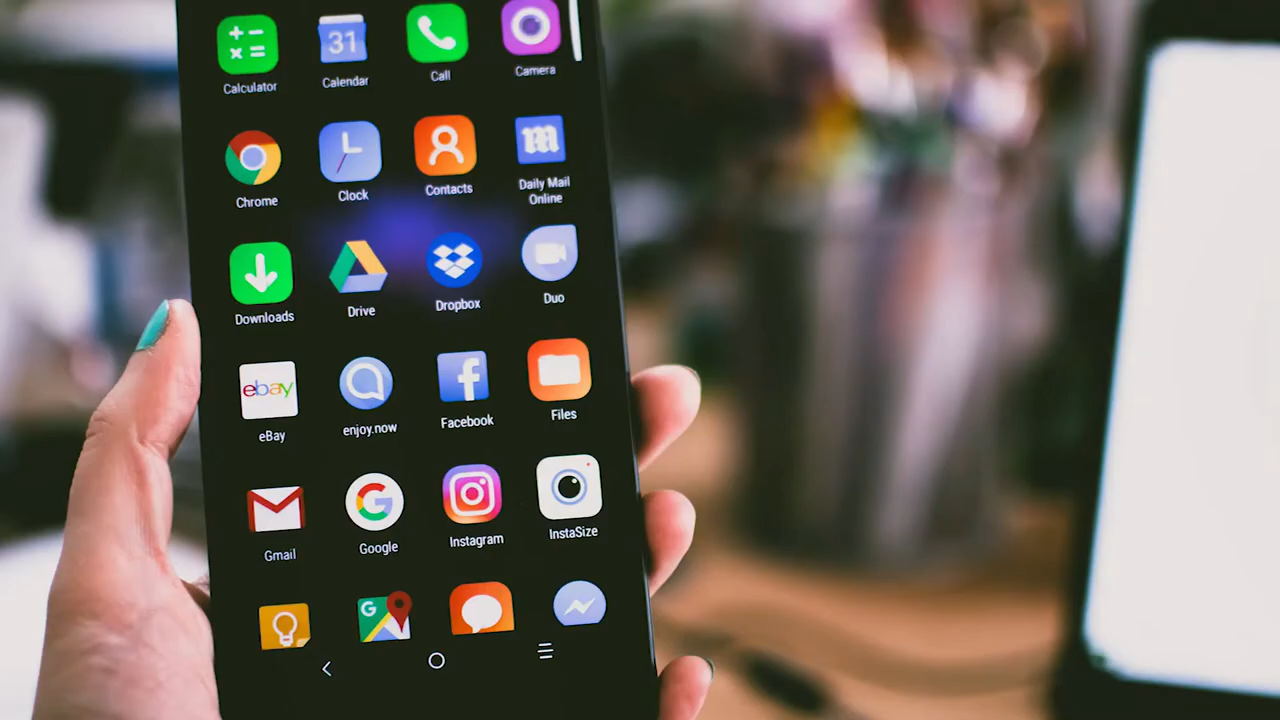 31
Calculator
Calendar
Call
Camera
m
Chrome
Clock
Contacts
Daily Mail
Online
Downloads
Drive
Dropbox
Duo
ebay
f
eBay
enjoy.now
Facebook
Files
M
G
Gmail
Google
Instagram
InstaSize
G